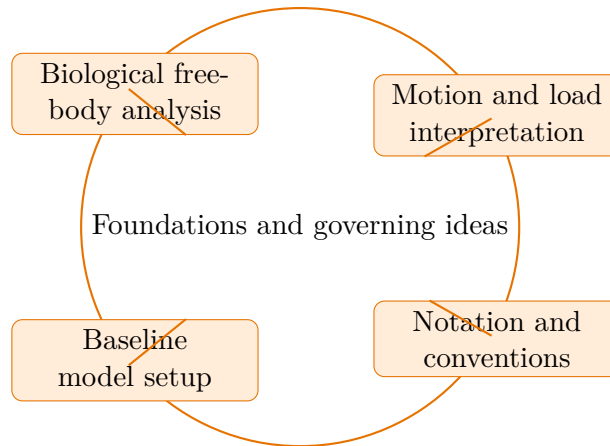 Biological free-
body analysis
Motion and load
interpretation
Foundations and governing ideas
Baseline
model setup
Notation and
conventions